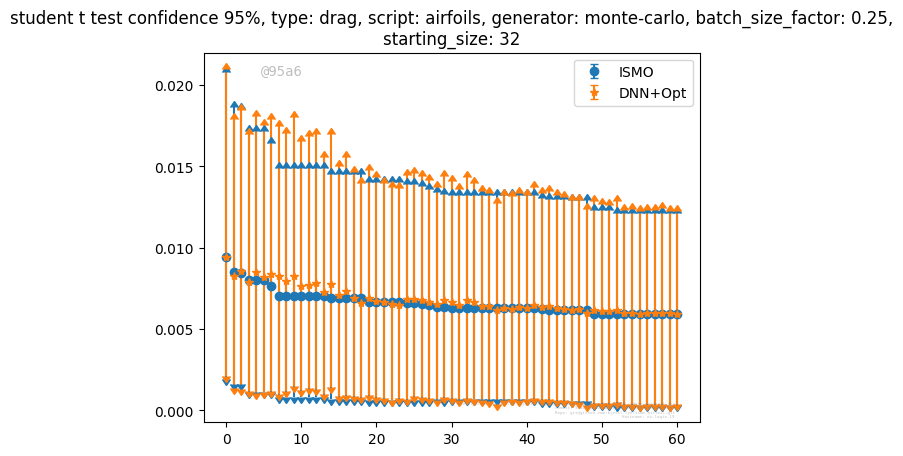 student t test confidence 95%, type: drag, script: airfoils, generator: monte-carlo, batch_size_factor: 0.25,
starting_size: 32
@95a6
ISMO
DNN+Opt
0.020
0.015
0.010
0.005
0.000
0 10 20 30 40 50 60